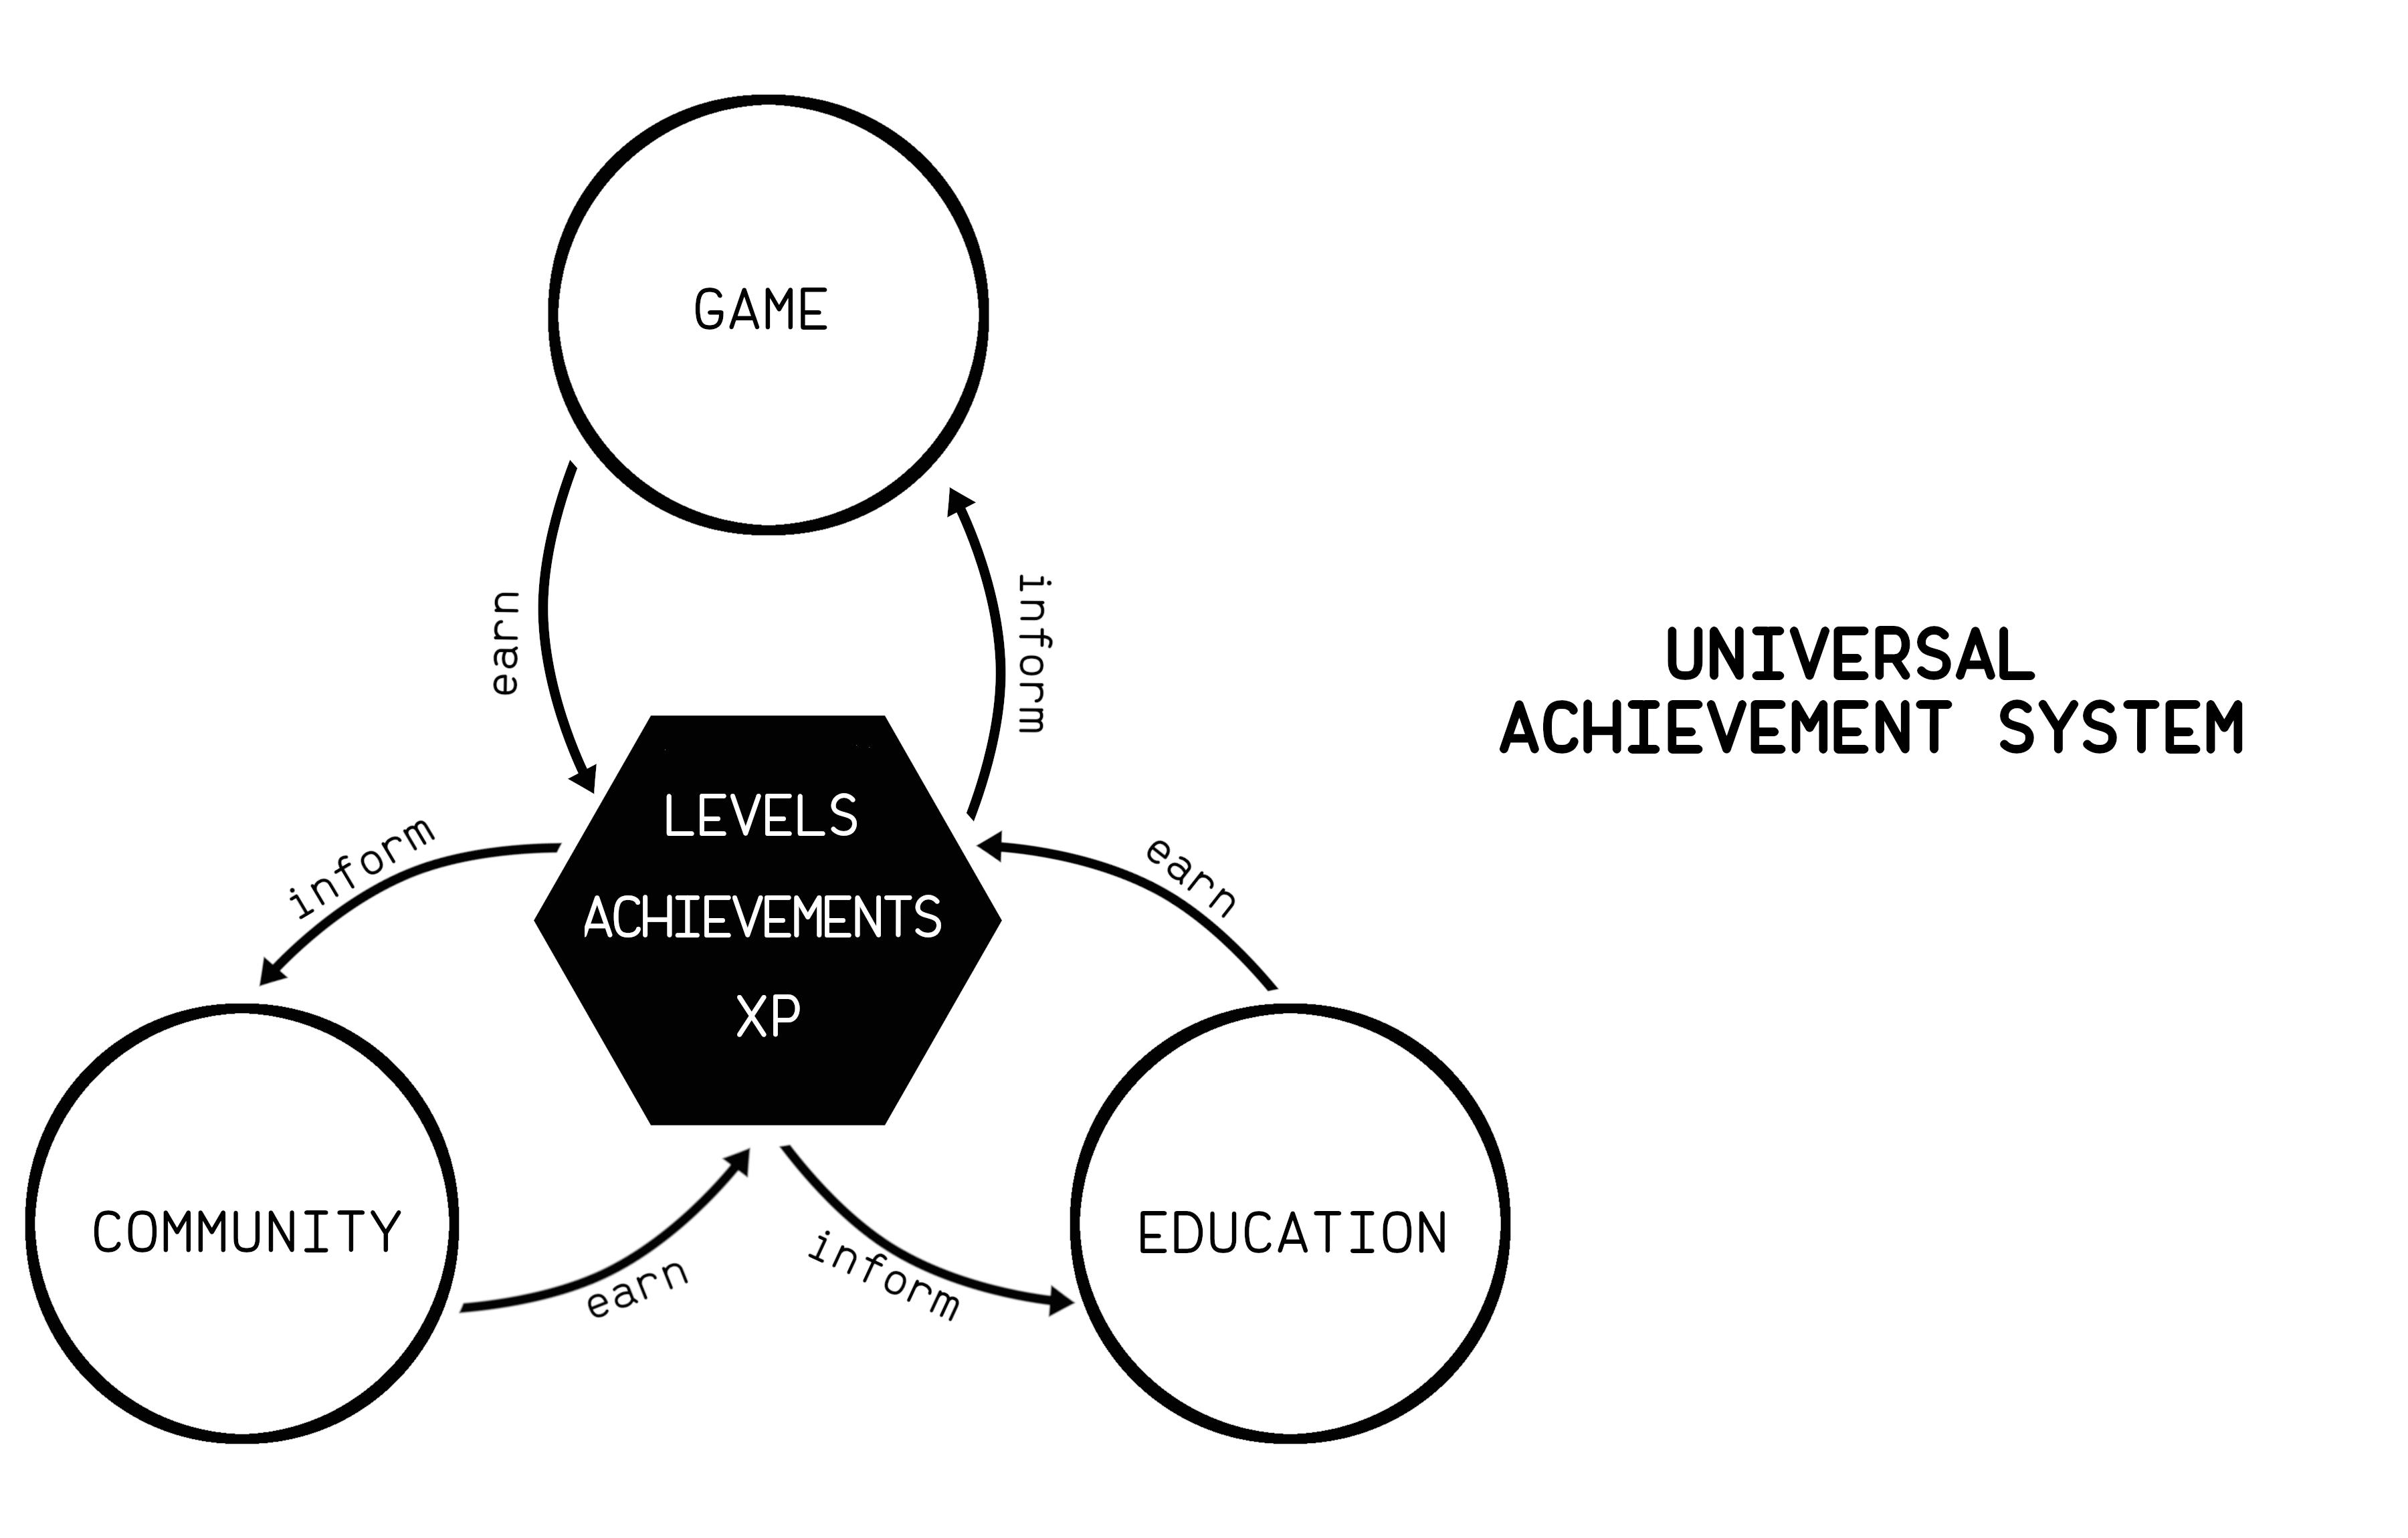 GAME
earn
inform
UNIVERSAL
ACHIEVEMENT SYSTEM
LEVELS
ACHIEVEMENTS
XP
inform
earn
COMMUNITY
EDUCATION
earn
inform